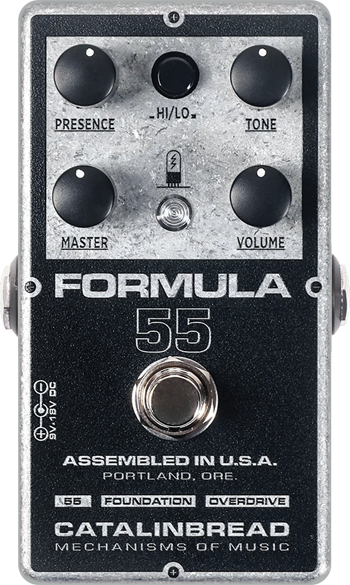 HI/LO
PRESENCE TONE
MASTER VOLUME
FORMULA
55
9V-18V DC
ASSEMBLED IN U.S.A.
PORTLAND, ORE.
55 FOUNDATION OVERDRIVE
CATALINBREAD
MECHANISMS OF MUSIC